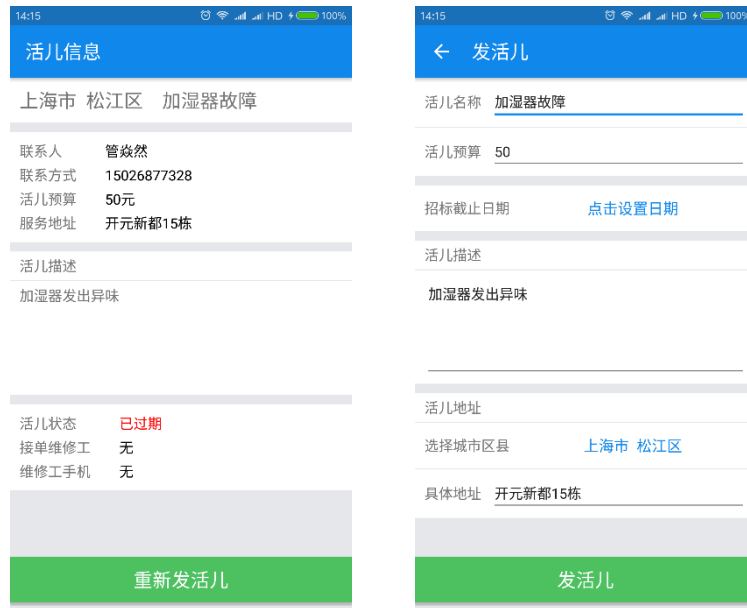 14:15 HD 100%
活儿信息
上海市 松江区 加湿器故障
联系人 管焱然
联系方式 15026877328
活儿预算 50元
服务地址 开元新都15栋
活儿描述
加湿器发出异味
活儿状态 已过期
接单维修工 无
维修工手机 无
重新发活儿
14:15 HD 100%
发活儿
活儿名称 加湿器故障
活儿预算 50
招标截止日期 点击设置日期
活儿描述
加湿器发出异味
活儿地址
选择城市区县 上海市 松江区
具体地址 开元新都15栋
发活儿